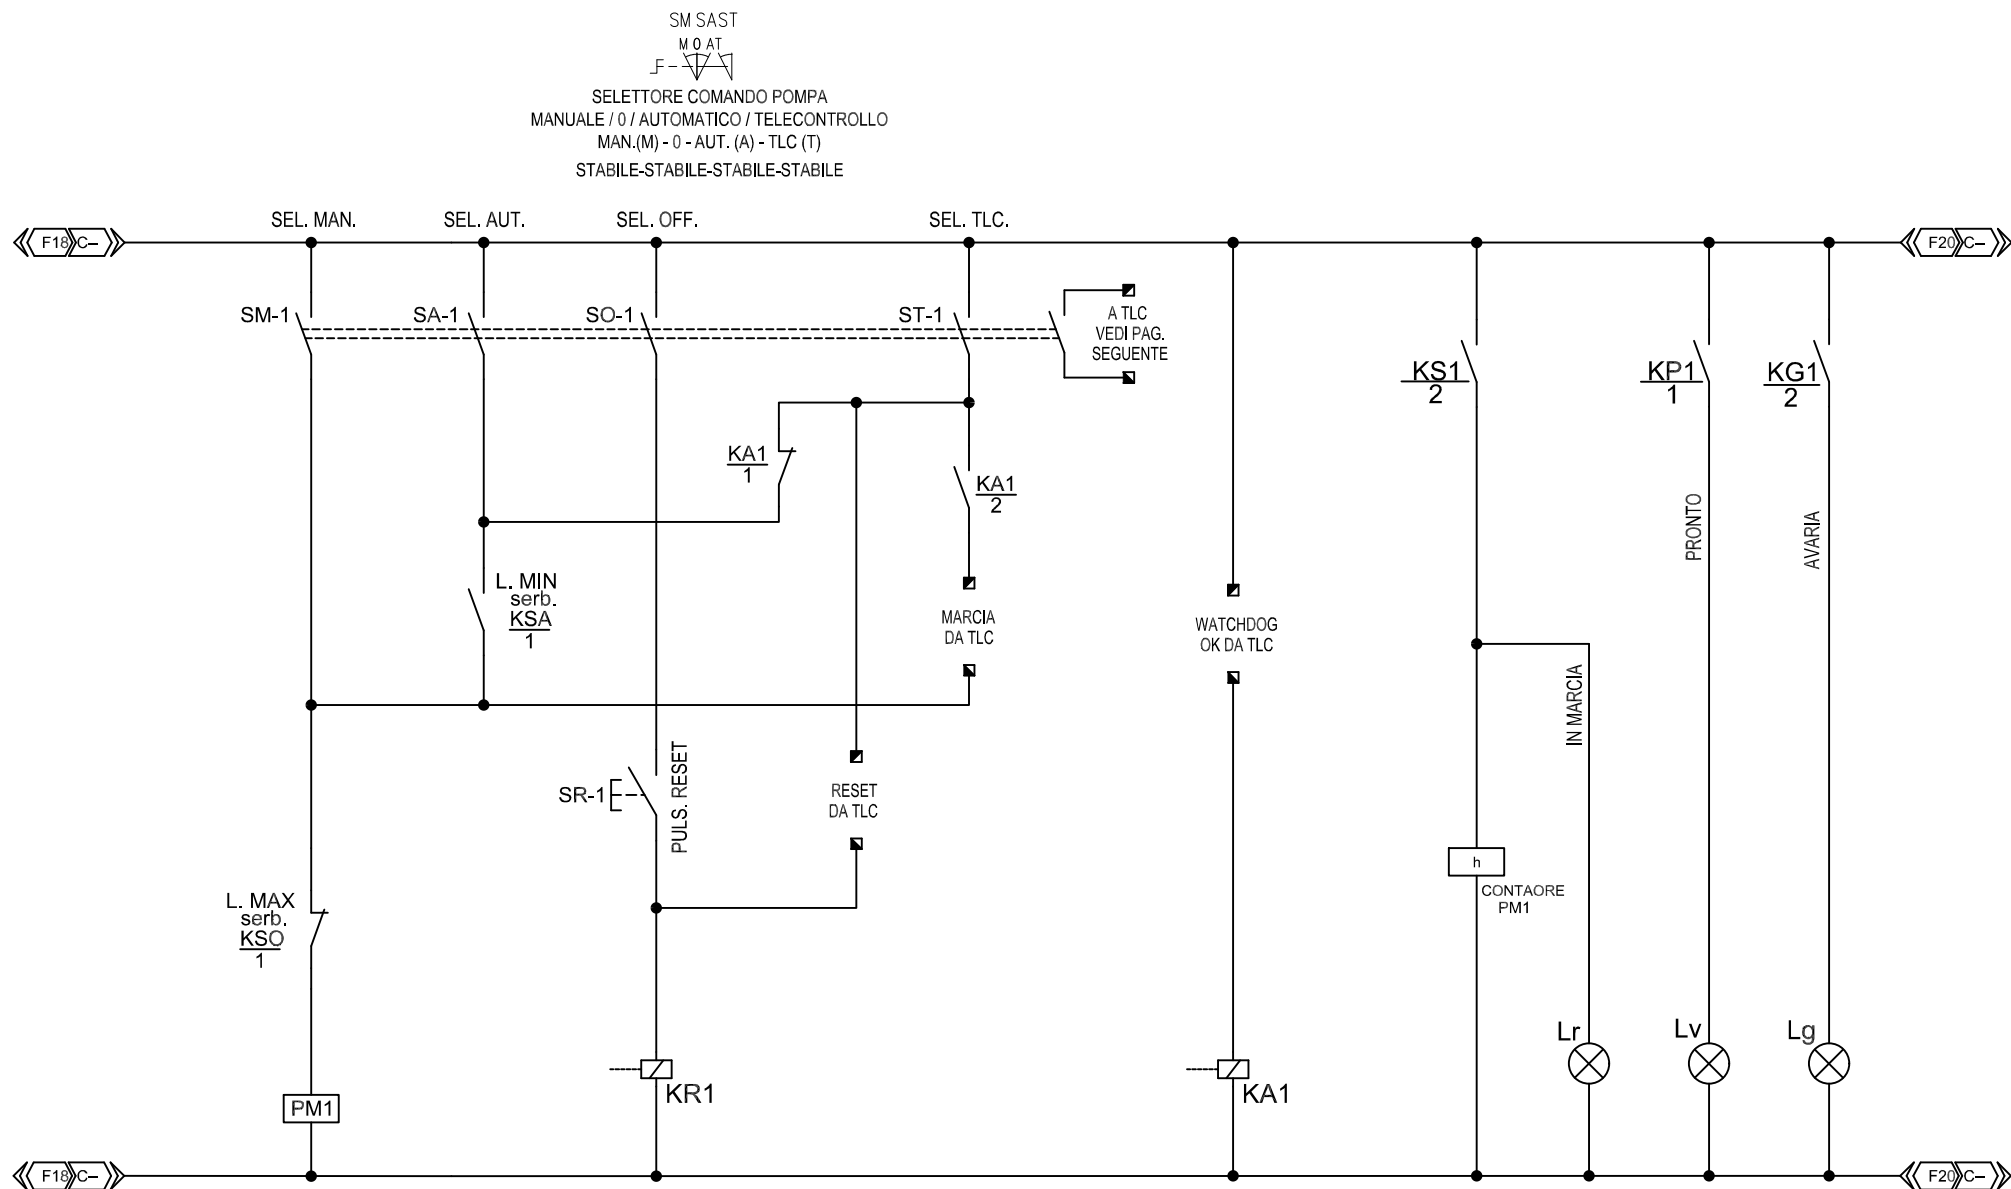 SM SAST
M 0 AT
SELETTORE COMANDO POMPA
MANUALE / 0 / AUTOMATICO / TELECONTROLLO
MAN.(M) - 0 - AUT. (A) - TLC (T)
STABILE-STABILE-STABILE-STABILE
SEL. MAN.
SEL. AUT.
SEL. OFF.
SEL. TLC.
F18
C–
F20
C–
SM-1
SA-1
SO-1
ST-1
A TLC
VEDI PAG.
SEGUENTE
KS1
2
KP1
1
KG1
2
KA1
1
KA1
2
PRONTO
AVARIA
L. MIN
serb.
KSA
1
MARCIA
DA TLC
WATCHDOG
OK DA TLC
IN MARCIA
SR-1
PULS. RESET
RESET
DA TLC
h
CONTAORE
PM1
L. MAX
serb.
KSO
1
Lr
Lv
Lg
KR1
KA1
PM1
F18
C–
F20
C–